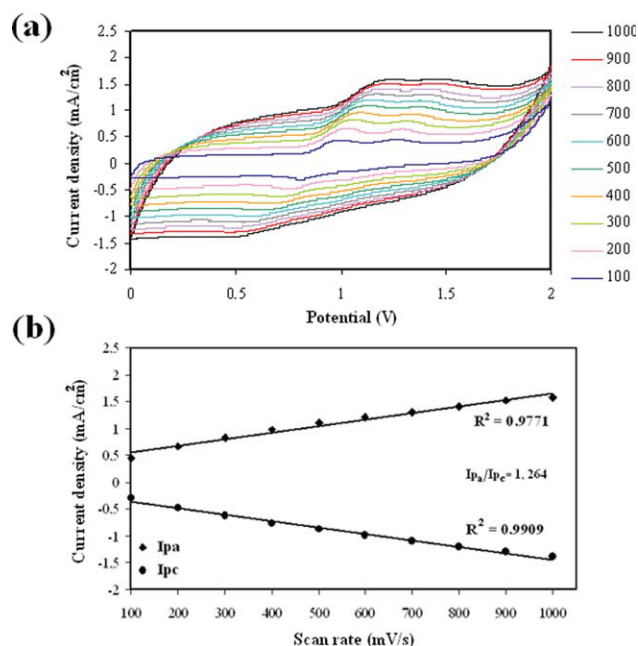 (a)
2.5
2
1.5
1
0.5
0
-0.5
-1
-1.5
-2
Current density (mA/cm²)
0 0.5 1 1.5 2
Potential (V)
1000
900
800
700
600
500
400
300
200
100
(b)
2.5
2
1.5
1
0.5
0
-0.5
-1
-1.5
-2
Current density (mA/cm²)
R² = 0.9771
Ipₐ/Ip꜀= 1.264
R² = 0.9909
Ipa
Ipc
100 200 300 400 500 600 700 800 900 1000
Scan rate (mV/s)